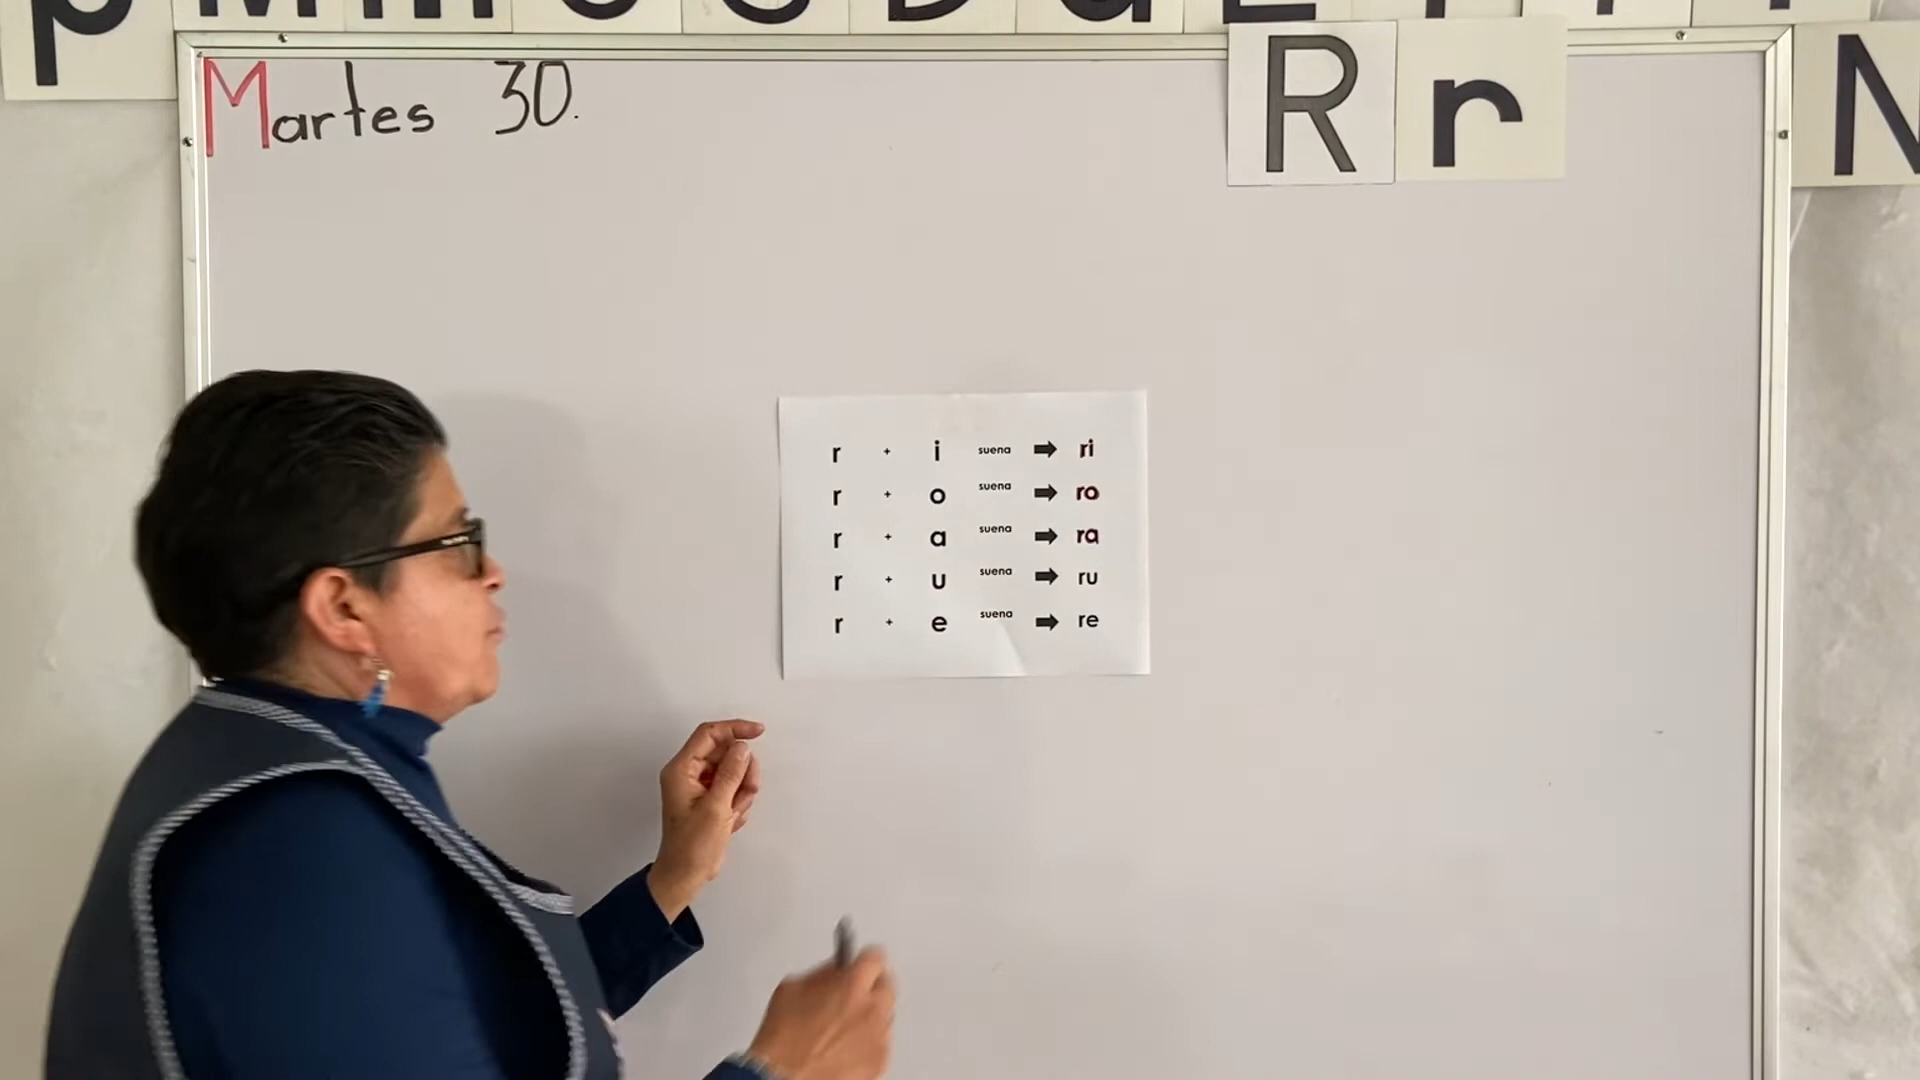 Martes 30.
R r N
r + i suena ➡ ri
r + o suena ➡ ro
r + a suena ➡ ra
r + u suena ➡ ru
r + e suena ➡ re